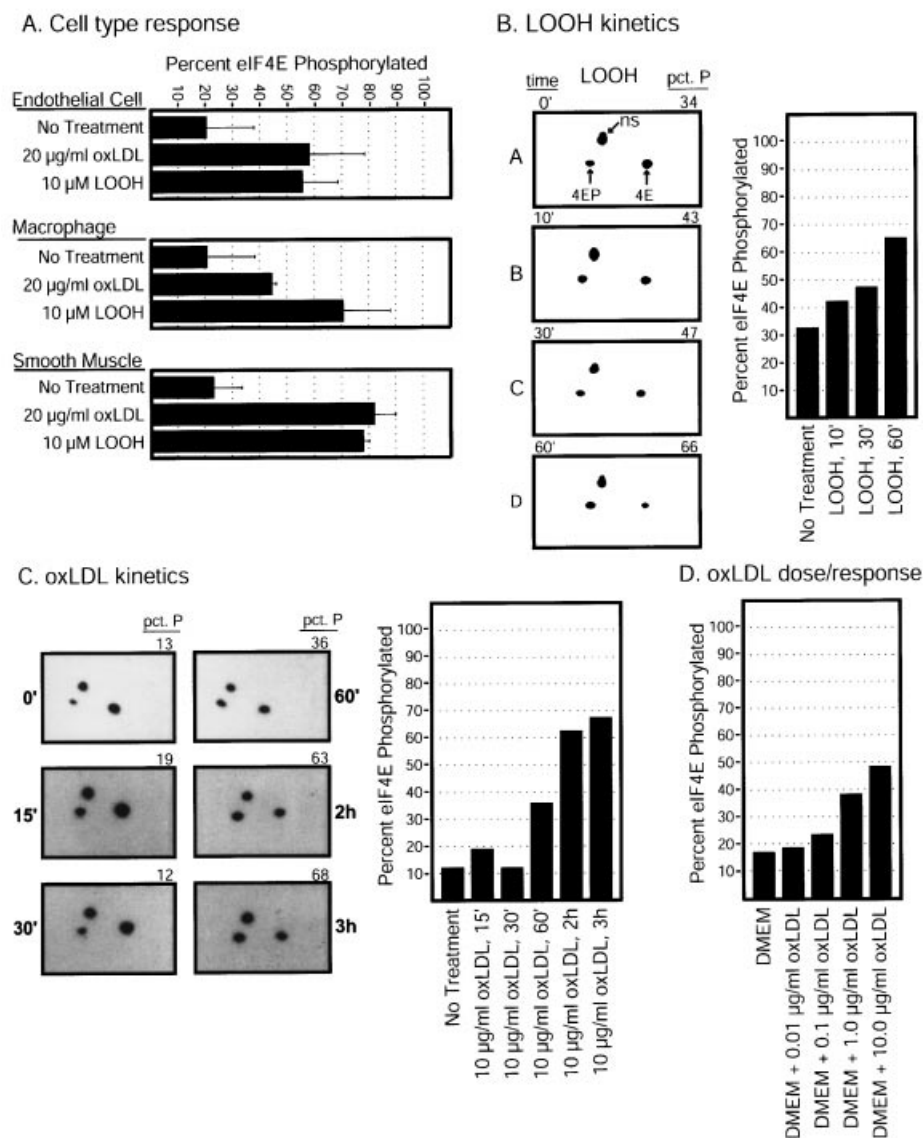 A. Cell type response
Percent eIF4E Phosphorylated
10 20 30 40 50 60 70 80 90 100
Endothelial Cell
No Treatment
20 µg/ml oxLDL
10 µM LOOH
Macrophage
No Treatment
20 µg/ml oxLDL
10 µM LOOH
Smooth Muscle
No Treatment
20 µg/ml oxLDL
10 µM LOOH
B. LOOH kinetics
time LOOH pct. P
0' 34
A
ns
4EP 4E
10' 43
B
30' 47
C
60' 66
D
Percent eIF4E Phosphorylated
100
90
80
70
60
50
40
30
20
10
No Treatment
LOOH, 10'
LOOH, 30'
LOOH, 60'
C. oxLDL kinetics
pct. P pct. P
13 36
0' 60'
19 63
15' 2h
12 68
30' 3h
Percent eIF4E Phosphorylated
100
90
80
70
60
50
40
30
20
10
No Treatment
10 µg/ml oxLDL, 15'
10 µg/ml oxLDL, 30'
10 µg/ml oxLDL, 60'
10 µg/ml oxLDL, 2h
10 µg/ml oxLDL, 3h
D. oxLDL dose/response
Percent eIF4E Phosphorylated
100
90
80
70
60
50
40
30
20
10
DMEM
DMEM + 0.01 µg/ml oxLDL
DMEM + 0.1 µg/ml oxLDL
DMEM + 1.0 µg/ml oxLDL
DMEM + 10.0 µg/ml oxLDL